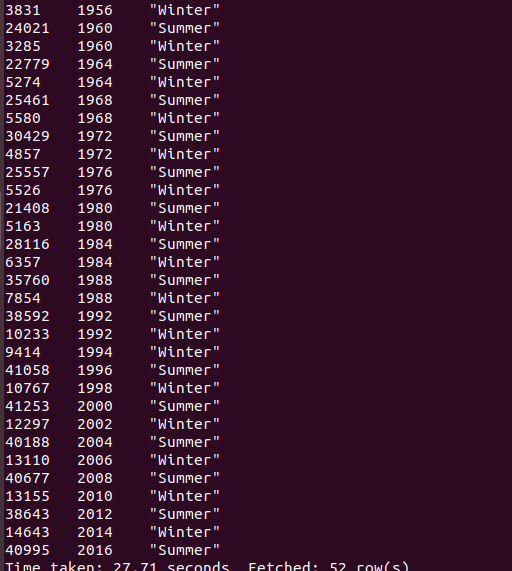 3831 1956 "Winter"
24021 1960 "Summer"
3285 1960 "Winter"
22779 1964 "Summer"
5274 1964 "Winter"
25461 1968 "Summer"
5580 1968 "Winter"
30429 1972 "Summer"
4857 1972 "Winter"
25557 1976 "Summer"
5526 1976 "Winter"
21408 1980 "Summer"
5163 1980 "Winter"
28116 1984 "Summer"
6357 1984 "Winter"
35760 1988 "Summer"
7854 1988 "Winter"
38592 1992 "Summer"
10233 1992 "Winter"
9414 1994 "Winter"
41058 1996 "Summer"
10767 1998 "Winter"
41253 2000 "Summer"
12297 2002 "Winter"
40188 2004 "Summer"
13110 2006 "Winter"
40677 2008 "Summer"
13155 2010 "Winter"
38643 2012 "Summer"
14643 2014 "Winter"
40995 2016 "Summer"
Time taken: 27.71 seconds, Fetched: 52 row(s)